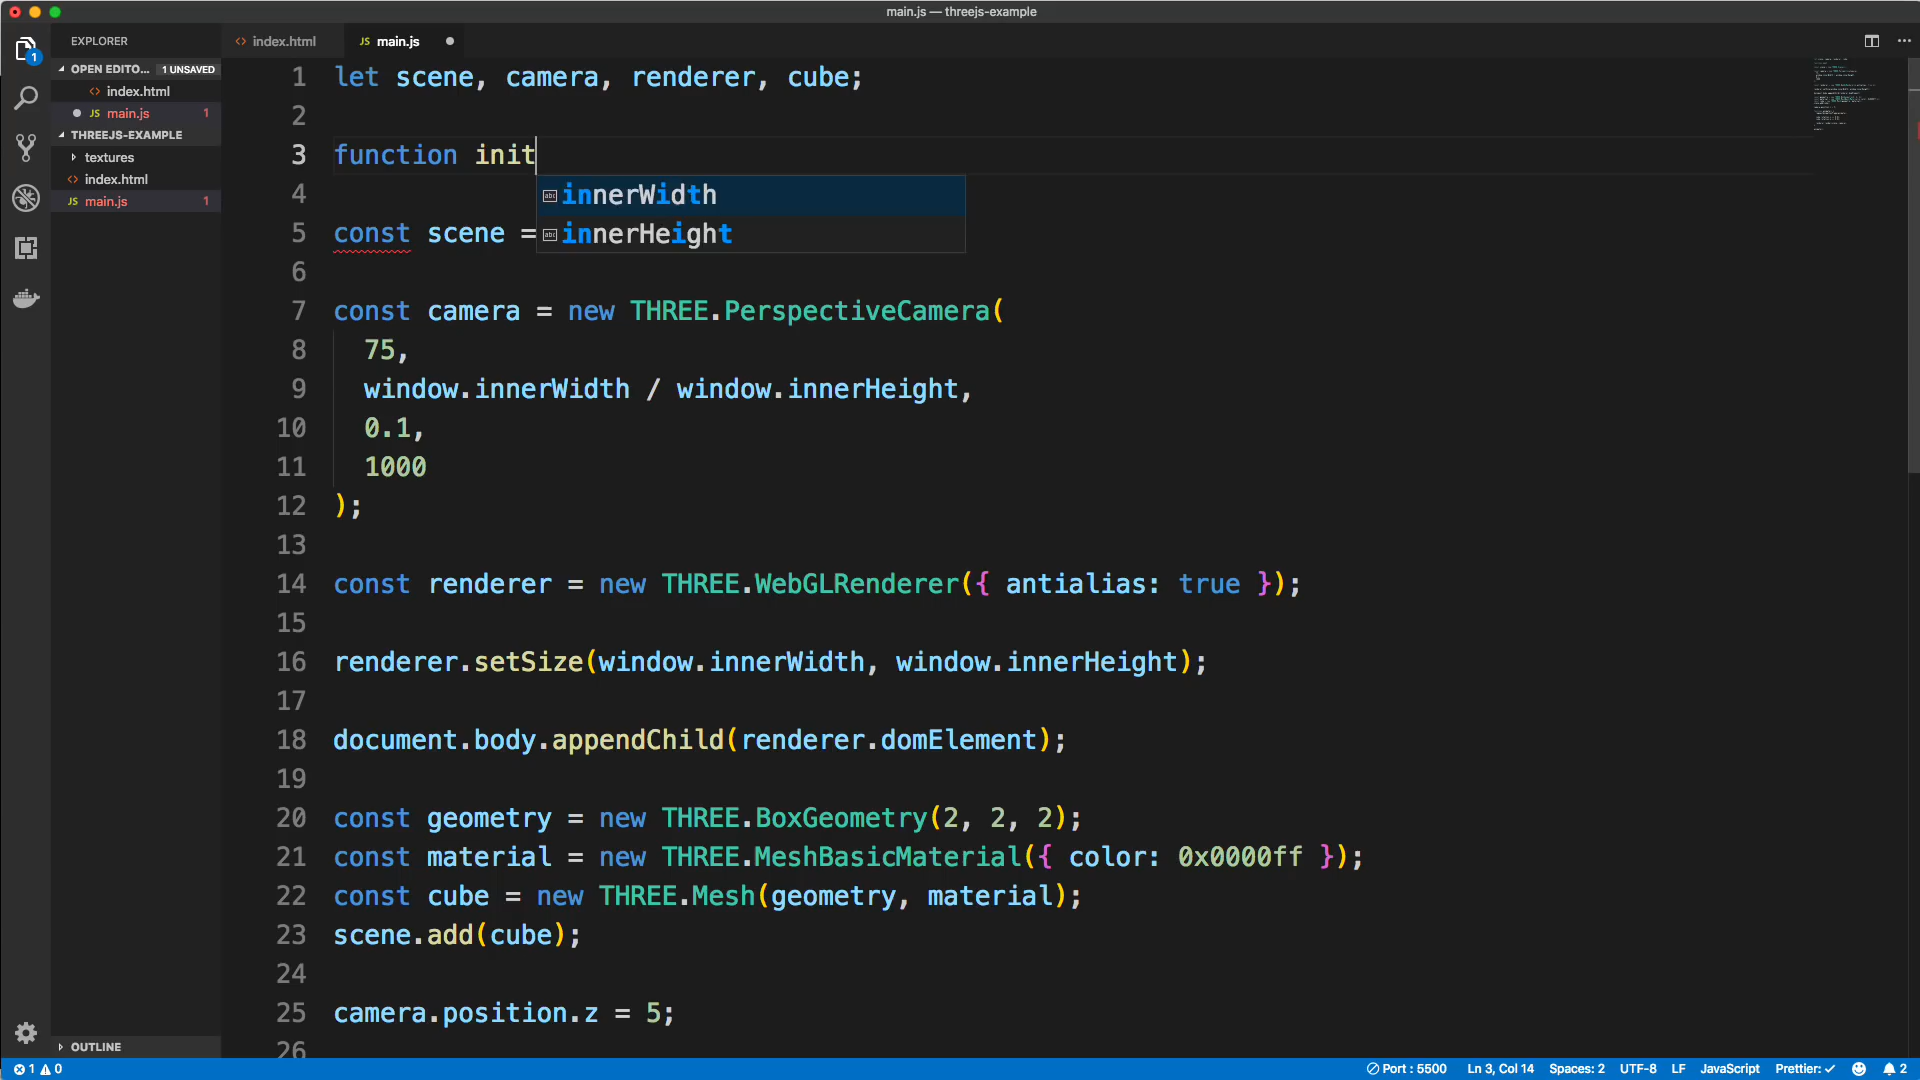 main.js — threejs-example
EXPLORER
index.html
JS main.js
OPEN EDITO... 1 UNSAVED
index.html
JS main.js 1
THREEJS-EXAMPLE
textures
index.html
JS main.js 1
OUTLINE
1
1 let scene, camera, renderer, cube;
2
3 function init
innerWidth
innerHeight
4
5 const scene =
6
7 const camera = new THREE.PerspectiveCamera(
8 75,
9 window.innerWidth / window.innerHeight,
10 0.1,
11 1000
12 );
13
14 const renderer = new THREE.WebGLRenderer({ antialias: true });
15
16 renderer.setSize(window.innerWidth, window.innerHeight);
17
18 document.body.appendChild(renderer.domElement);
19
20 const geometry = new THREE.BoxGeometry(2, 2, 2);
21 const material = new THREE.MeshBasicMaterial({ color: 0x0000ff });
22 const cube = new THREE.Mesh(geometry, material);
23 scene.add(cube);
24
25 camera.position.z = 5;
26
1 0 Port : 5500 Ln 3, Col 14 Spaces: 2 UTF-8 LF JavaScript Prettier: ✓ 2